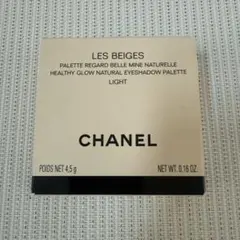 LES BEIGES
PALETTE REGARD BELLE MINE NATURELLE
HEALTHY GLOW NATURAL EYESHADOW PALETTE
LIGHT
CHANEL
POIDS NET 4,5 g NET WT. 0.16 OZ.